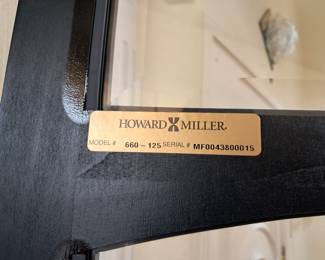 HOWARD MILLER®
MODEL # 660-125 SERIAL # MF0043800015